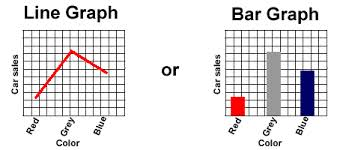 Line Graph
Car sales
Red
Grey
Blue
Color
or
Bar Graph
Car sales
Red
Grey
Blue
Color